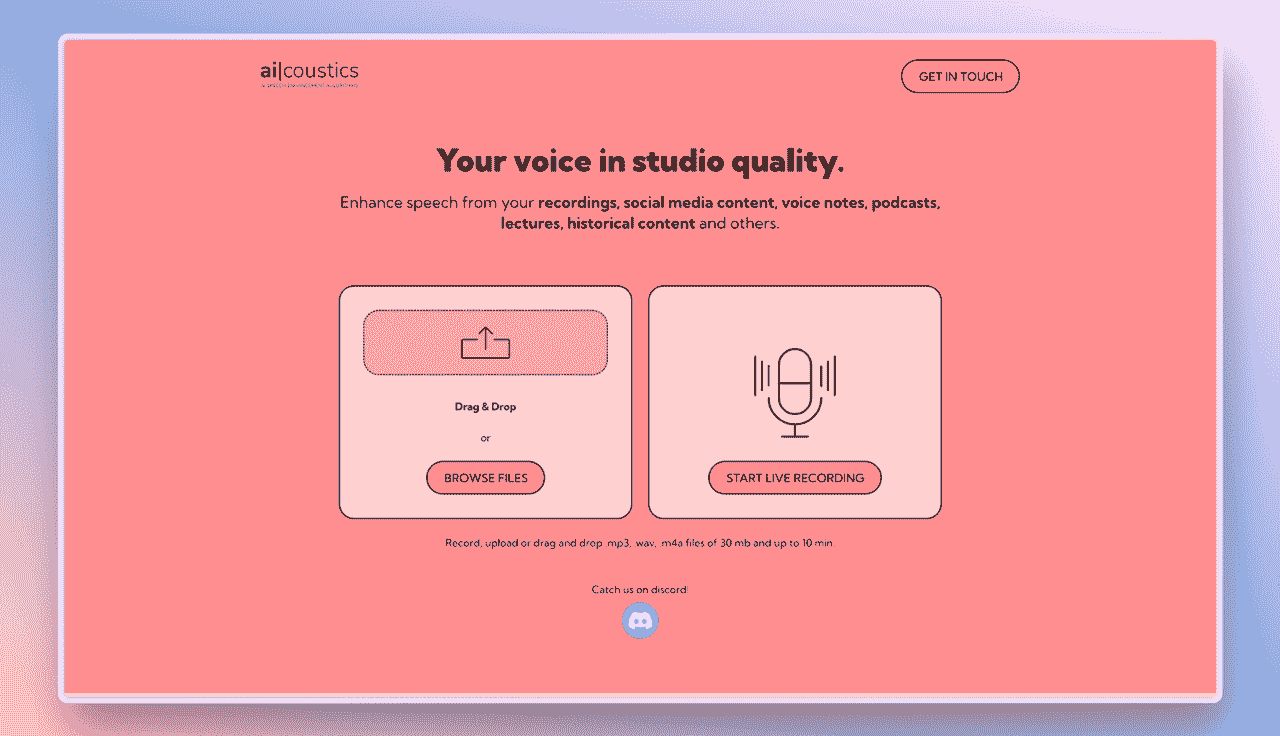 ai|coustics
GET IN TOUCH
Your voice in studio quality.
Enhance speech from your recordings, social media content, voice notes, podcasts,
lectures, historical content and others.
Drag & Drop
or
BROWSE FILES
START LIVE RECORDING
Record, upload or drag and drop .mp3, .wav, .m4a files of 30 mb and up to 10 min.
Catch us on discord!